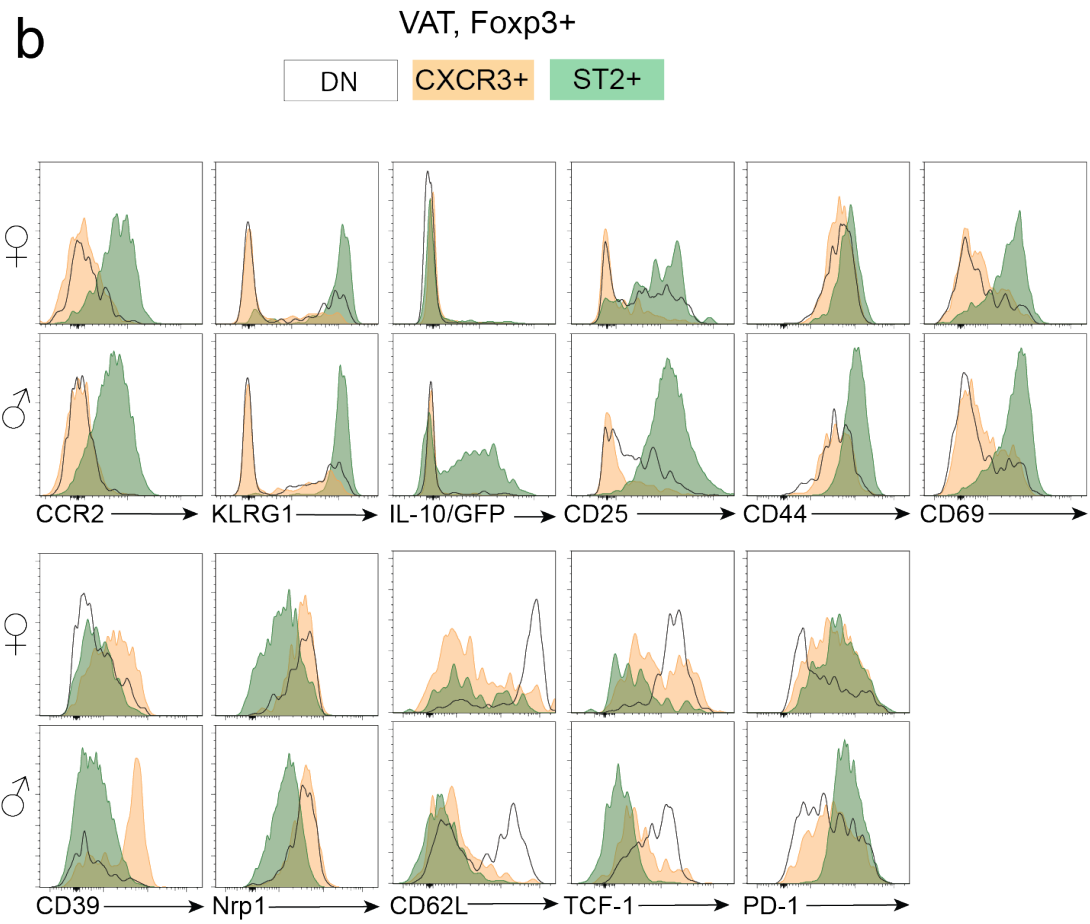 b
VAT, Foxp3+
DN CXCR3+ ST2+
♀
♂
CCR2 KLRG1 IL-10/GFP CD25 CD44 CD69
♀
♂
CD39 Nrp1 CD62L TCF-1 PD-1